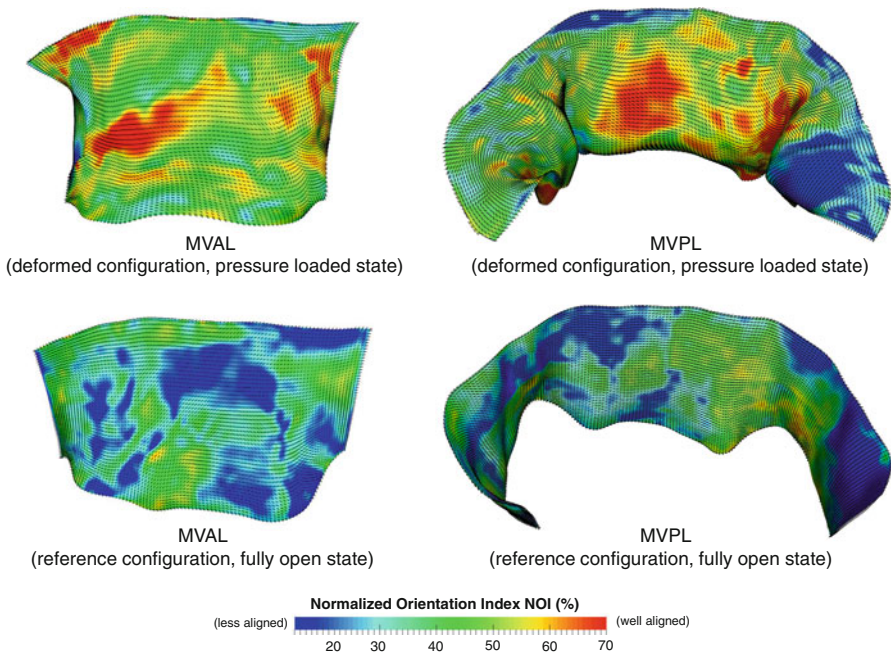 MVAL
(deformed configuration, pressure loaded state)
MVPL
(deformed configuration, pressure loaded state)
MVAL
(reference configuration, fully open state)
MVPL
(reference configuration, fully open state)
Normalized Orientation Index NOI (%)
(less aligned)
(well aligned)
20 30 40 50 60 70